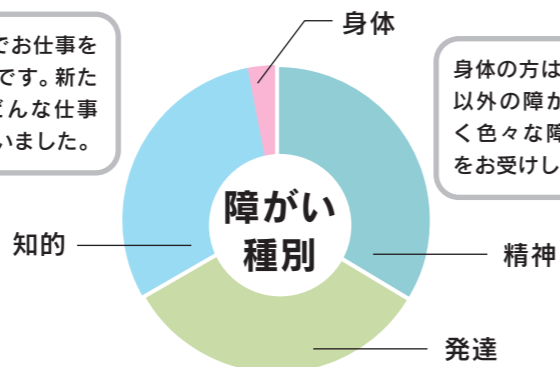 身体
でお仕事を
です。新た
どんな仕事
いました。
身体の方は
以外の障が
く色々な障
をお受けし
障がい
種別
知的
精神
発達